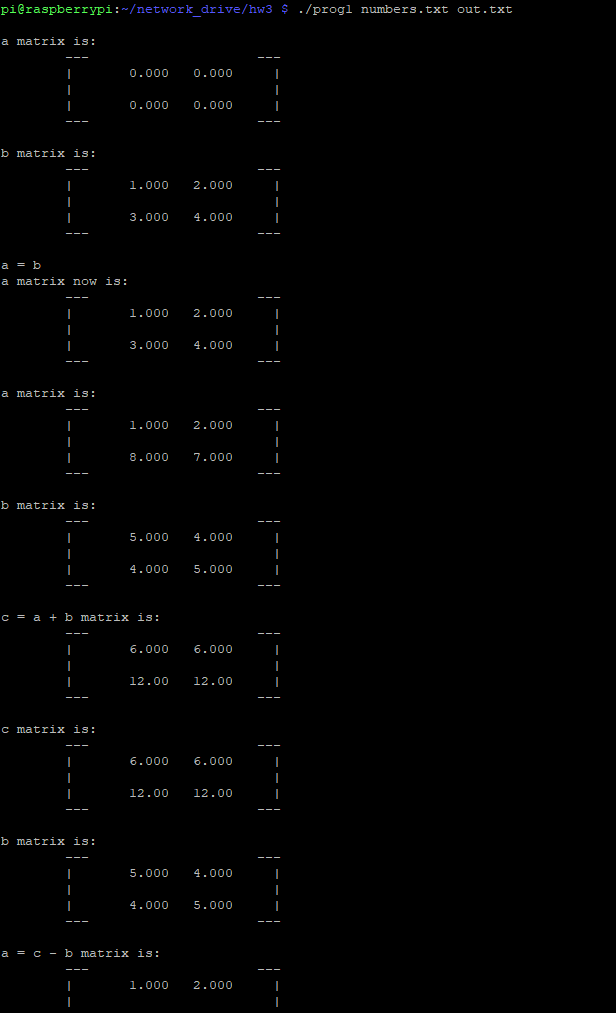 pi@raspberrypi:~/network_drive/hw3 $ ./prog1 numbers.txt out.txt

a matrix is:
        ---                     ---
        |       0.000   0.000     |
        |                         |
        |       0.000   0.000     |
        ---                     ---

b matrix is:
        ---                     ---
        |       1.000   2.000     |
        |                         |
        |       3.000   4.000     |
        ---                     ---

a = b
a matrix now is:
        ---                     ---
        |       1.000   2.000     |
        |                         |
        |       3.000   4.000     |
        ---                     ---

a matrix is:
        ---                     ---
        |       1.000   2.000     |
        |                         |
        |       8.000   7.000     |
        ---                     ---

b matrix is:
        ---                     ---
        |       5.000   4.000     |
        |                         |
        |       4.000   5.000     |
        ---                     ---

c = a + b matrix is:
        ---                     ---
        |       6.000   6.000     |
        |                         |
        |       12.00   12.00     |
        ---                     ---

c matrix is:
        ---                     ---
        |       6.000   6.000     |
        |                         |
        |       12.00   12.00     |
        ---                     ---

b matrix is:
        ---                     ---
        |       5.000   4.000     |
        |                         |
        |       4.000   5.000     |
        ---                     ---

a = c - b matrix is:
        ---                     ---
        |       1.000   2.000     |
        |                         |